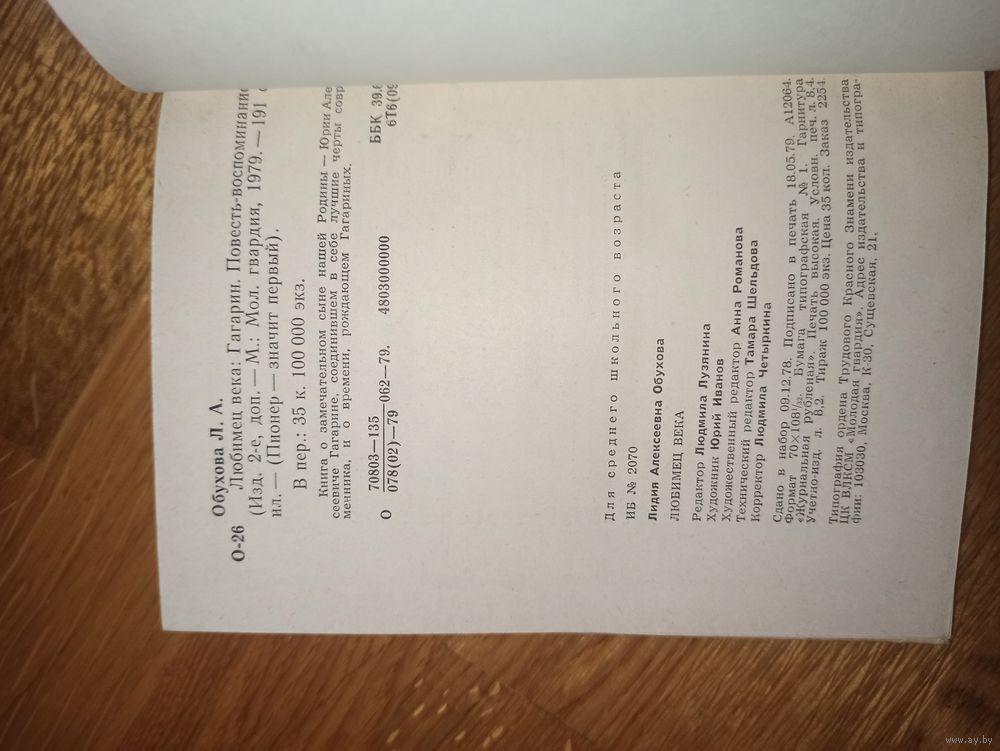 О-26
Обухова Л. А.
Любимец века: Гагарин. Повесть-воспоминание
(Изд. 2-е, доп. — М.: Мол. гвардия, 1979. — 191 с
ил. — (Пионер — значит первый).
В пер.: 35 к. 100 000 экз.
Книга о замечательном сыне нашей Родины — Юрии Але
сеевиче Гагарине, соединившем в себе лучшие черты совр
менника, и о времени, рождающем Гагариных.
О 70803—135
078(02)—79 062—79. 4803000000
ББК 39.6
6Т6(09
Для среднего школьного возраста
ИБ № 2070
Лидия Алексеевна Обухова
ЛЮБИМЕЦ ВЕКА
Редактор Людмила Лузянина
Художник Юрий Иванов
Художественный редактор Анна Романова
Технический редактор Тамара Шельдова
Корректор Людмила Четыркина
Сдано в набор 09.12.78. Подписано в печать 18.05.79. А12064.
Формат 70×108¹/₃₂. Бумага типографская № 1. Гарнитура
«Журнальная рубленая». Печать высокая. Условн. печ. л. 8,4.
Учетно-изд. л. 8,2. Тираж 100 000 экз. Цена 35 коп. Заказ 2254.
Типография ордена Трудового Красного Знамени издательства
ЦК ВЛКСМ «Молодая гвардия». Адрес издательства и типогра-
фии: 103030, Москва, К-30, Сущевская, 21.
www.ay.by